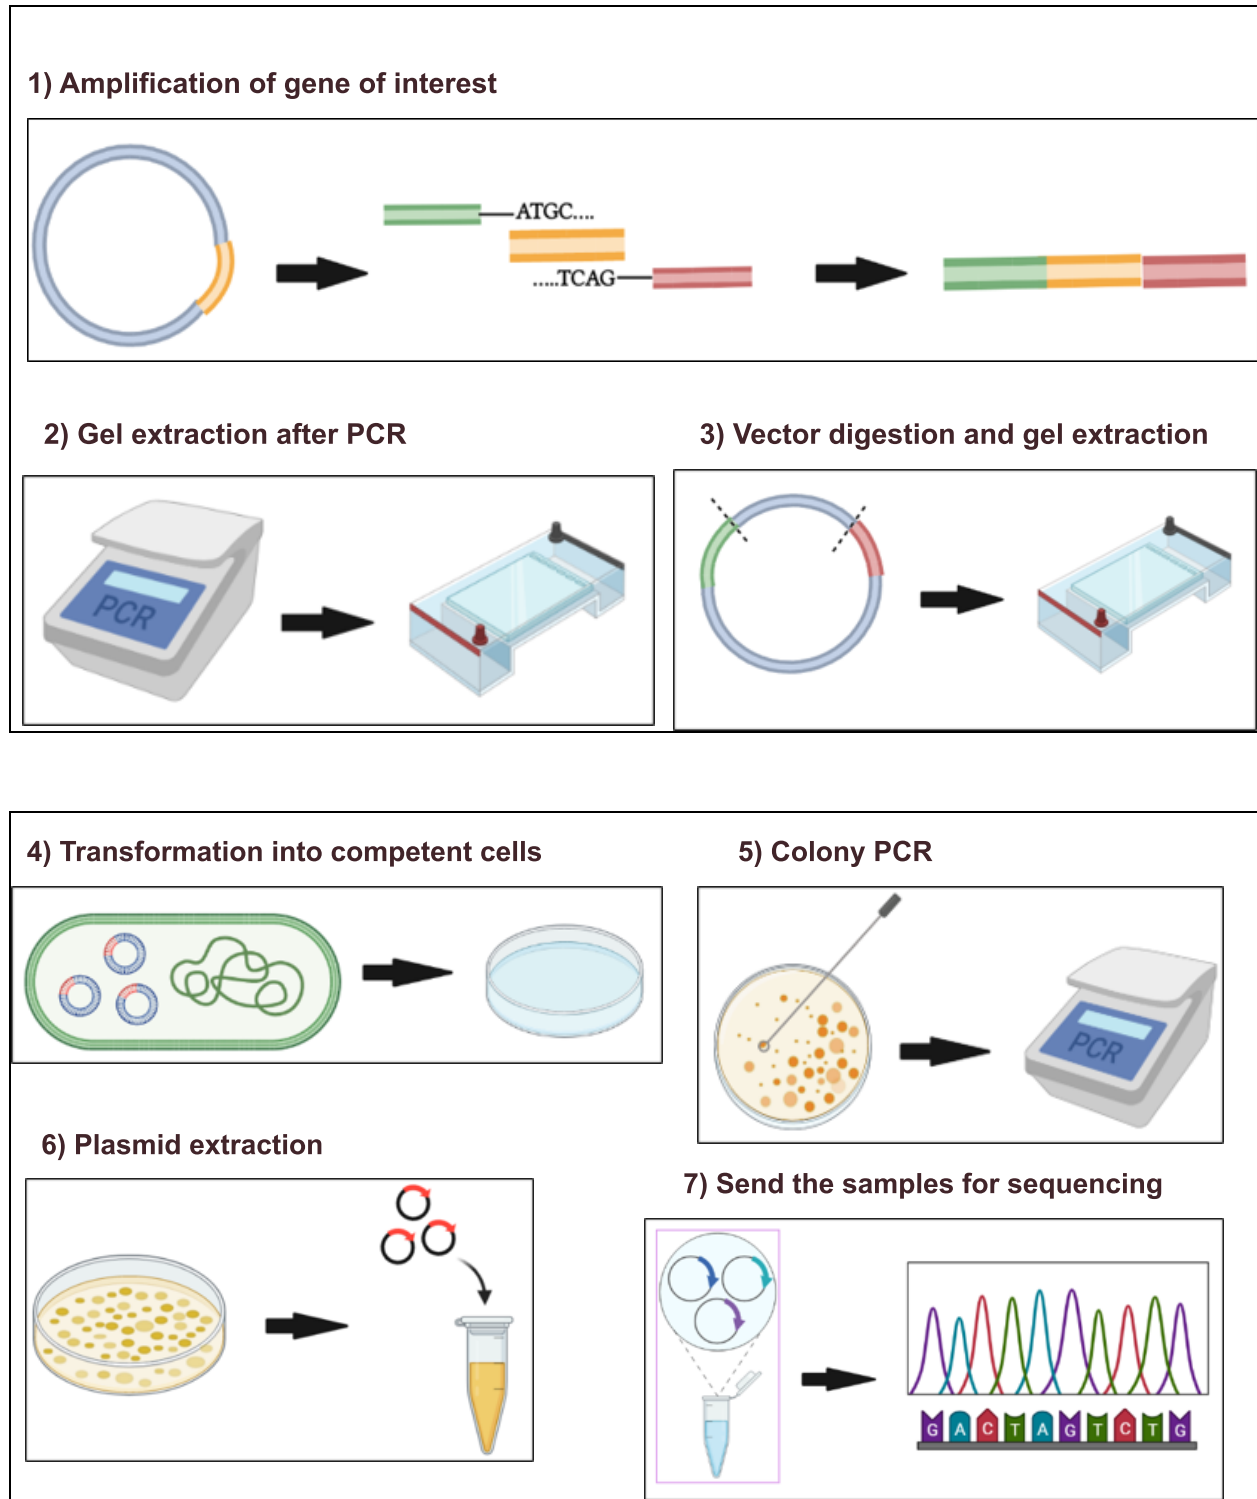 1) Amplification of gene of interest
ATGC....
.....TCAG
2) Gel extraction after PCR
3) Vector digestion and gel extraction
PCR
4) Transformation into competent cells
5) Colony PCR
PCR
6) Plasmid extraction
7) Send the samples for sequencing
G A C T A G T C T G